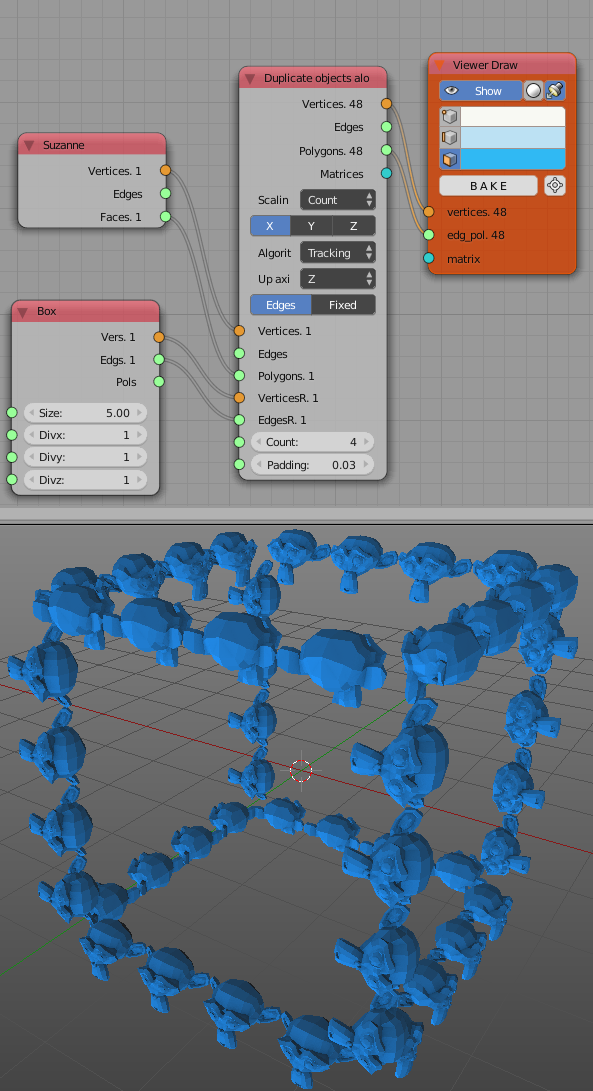 Suzanne
Vertices. 1
Edges
Faces. 1
Box
Vers. 1
Edgs. 1
Pols
Size: 5.00
Divx: 1
Divy: 1
Divz: 1
Duplicate objects alo
Vertices. 48
Edges
Polygons. 48
Matrices
Scalin Count
X Y Z
Algorit Tracking
Up axi Z
Edges Fixed
Vertices. 1
Edges
Polygons. 1
VerticesR. 1
EdgesR. 1
Count: 4
Padding: 0.03
Viewer Draw
Show
BAKE
vertices. 48
edg_pol. 48
matrix